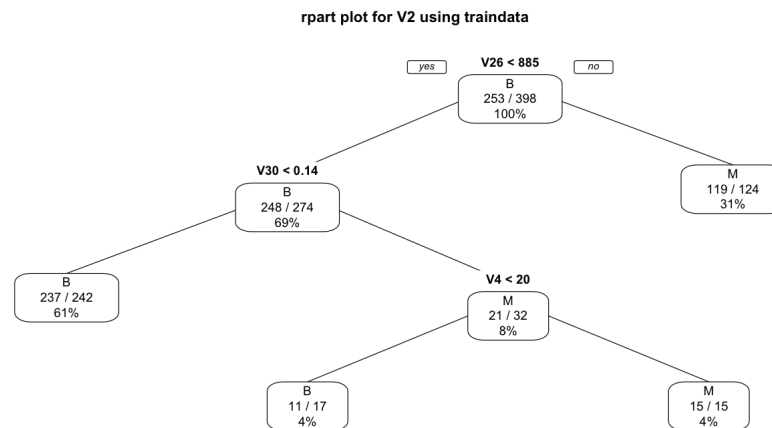 rpart plot for V2 using traindata
yes
V26 < 885
no
B
253 / 398
100%
V30 < 0.14
B
248 / 274
69%
M
119 / 124
31%
B
237 / 242
61%
V4 < 20
M
21 / 32
8%
B
11 / 17
4%
M
15 / 15
4%